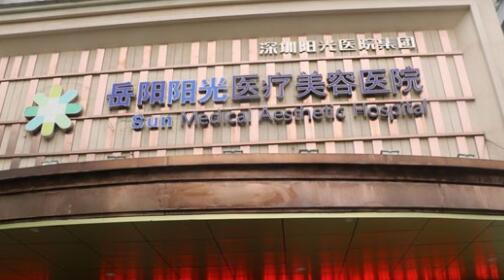 深圳阳光医院集团
岳阳阳光医疗美容医院
Sun Medical Aesthetic Hospital